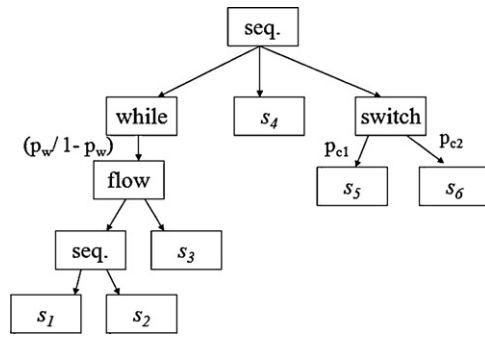 seq.
while
s4
switch
(pw/ 1- pw)
pc1
pc2
flow
s5
s6
seq.
s3
s1
s2